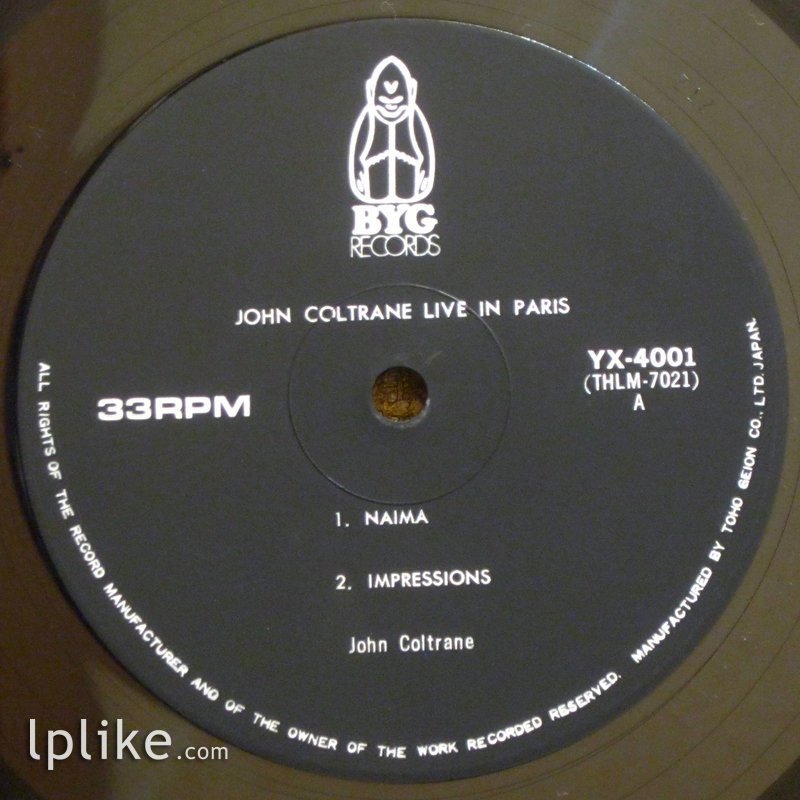 BYG
RECORDS
JOHN COLTRANE LIVE IN PARIS
YX-4001
(THLM-7021)
A
33RPM
1. NAIMA
2. IMPRESSIONS
John Coltrane
ALL RIGHTS OF THE RECORD MANUFACTURER AND OF THE OWNER OF THE WORK RECORDED RESERVED. MANUFACTURED BY TOHO GEION CO., LTD. JAPAN.
lplike.com